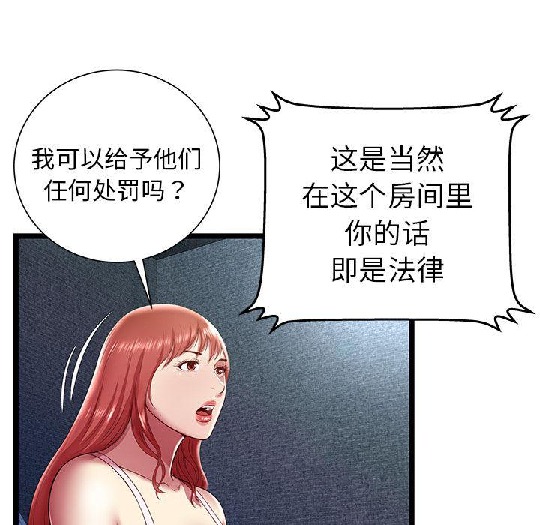 我可以给予他们
任何处罚吗？
这是当然
在这个房间里
你的话
即是法律